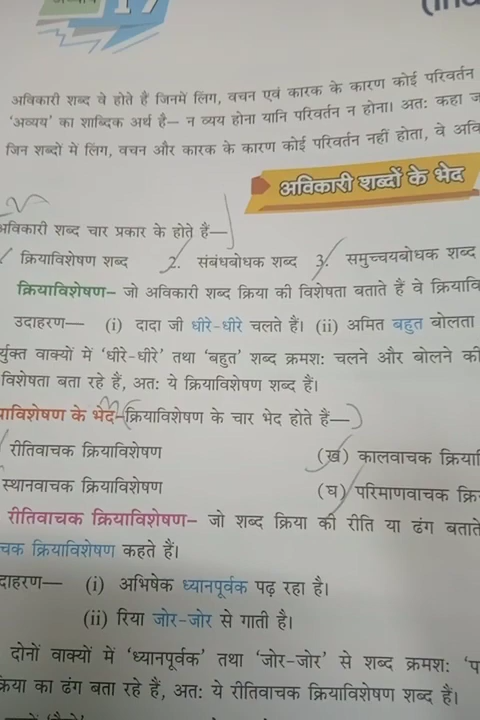 17
अविकारी शब्द वे होते हैं जिनमें लिंग, वचन एवं कारक के कारण कोई परिवर्तन
'अव्यय' का शाब्दिक अर्थ है— न व्यय होना यानि परिवर्तन न होना। अत: कहा
जिन शब्दों में लिंग, वचन और कारक के कारण कोई परिवर्तन नहीं होता, वे
अविकारी शब्दों के भेद
अविकारी शब्द चार प्रकार के होते हैं—
क्रियाविशेषण शब्द 2. संबंधबोधक शब्द 3. समुच्चयबोधक शब्द
क्रियाविशेषण– जो अविकारी शब्द क्रिया की विशेषता बताते हैं वे
उदाहरण— (i) दादा जी धीरे-धीरे चलते हैं। (ii) अमित बहुत बोलता
र्युक्त वाक्यों में 'धीरे-धीरे' तथा 'बहुत' शब्द क्रमश: चलने और बोलने की
विशेषता बता रहे हैं, अत: ये क्रियाविशेषण शब्द हैं।
याविशेषण के भेद–क्रियाविशेषण के चार भेद होते हैं—
रीतिवाचक क्रियाविशेषण (ख) कालवाचक
स्थानवाचक क्रियाविशेषण (घ) परिमाणवाचक
रीतिवाचक क्रियाविशेषण– जो शब्द क्रिया की रीति या ढंग बताते
चक क्रियाविशेषण कहते हैं।
दाहरण— (i) अभिषेक ध्यानपूर्वक पढ़ रहा है।
(ii) रिया जोर-जोर से गाती है।
दोनों वाक्यों में 'ध्यानपूर्वक' तथा 'जोर-जोर' से शब्द क्रमश:
क्रिया का ढंग बता रहे हैं, अत: ये रीतिवाचक क्रियाविशेषण शब्द हैं।